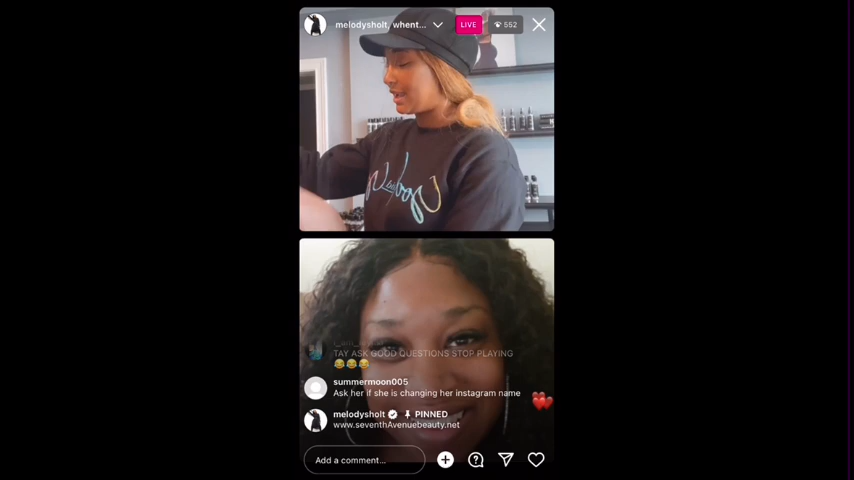 melodysholt, whent...
LIVE
552
TAY ASK GOOD QUESTIONS STOP PLAYING
😂😂😂
summermoon005
Ask her if she is changing her instagram name
melodysholt PINNED
www.seventhAvenuebeauty.net
Add a comment...